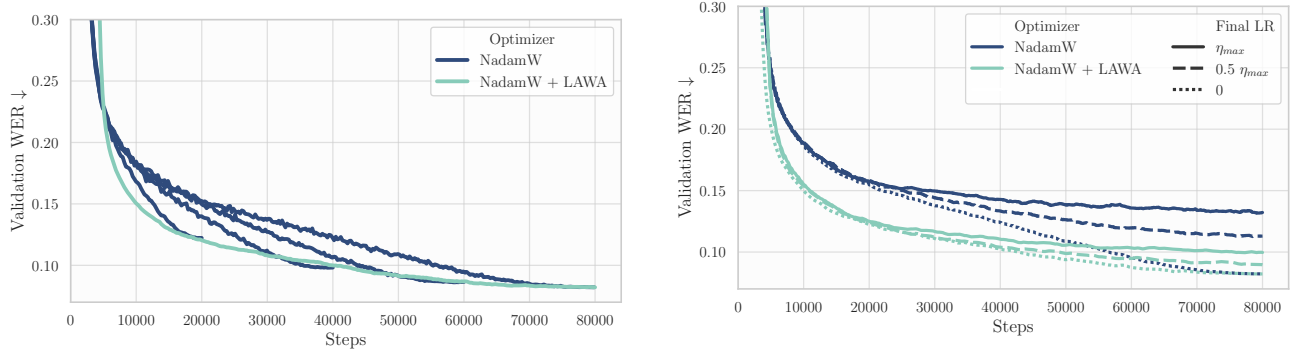 0.30
0.25
0.20
0.15
0.10
Validation WER ↓
Optimizer
NadamW
NadamW + LAWA
0 10000 20000 30000 40000 50000 60000 70000 80000
Steps
0.30
0.25
0.20
0.15
0.10
Validation WER ↓
Optimizer
NadamW
NadamW + LAWA
Final LR
η_max
0.5 η_max
0
0 10000 20000 30000 40000 50000 60000 70000 80000
Steps